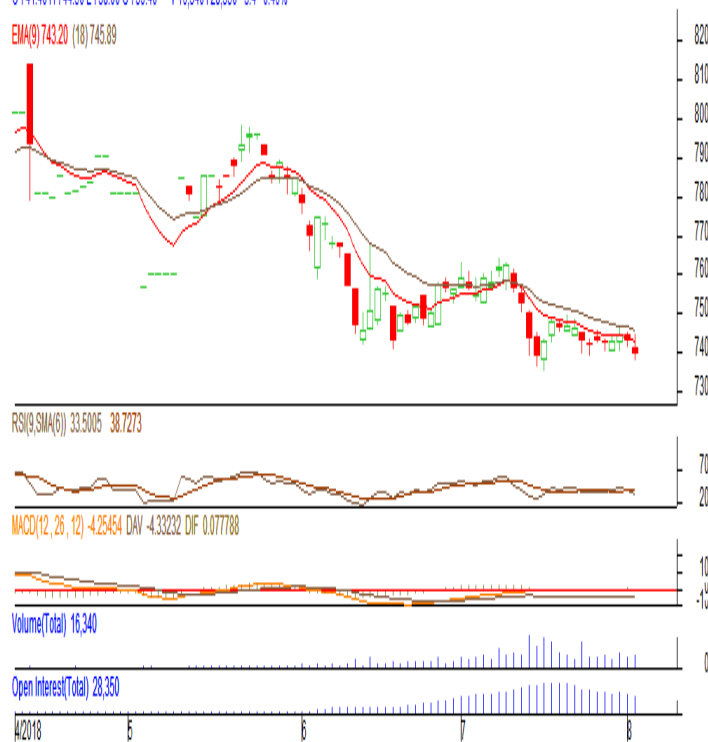 EMA(9) 743.20 (18) 745.89
820
810
800
790
780
770
760
750
740
730
RSI(9,SMA(6)) 33.5005 38.7273
70
20
MACD(12 , 26 , 12) -4.25454 DAV -4.33232 DIF 0.077788
10
Volume(Total) 16,340
0
Open Interest(Total) 28,350
4/2018 5 6 7 8